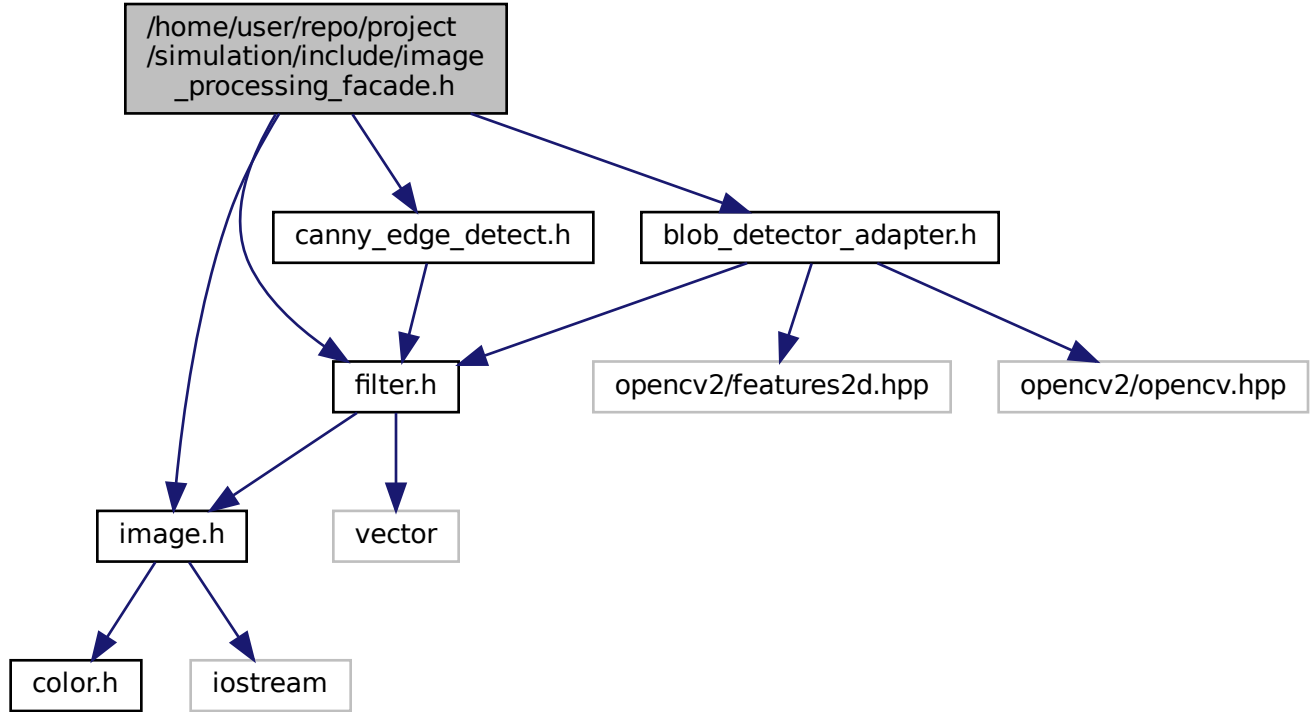 /home/user/repo/project
/simulation/include/image
_processing_facade.h
canny_edge_detect.h
blob_detector_adapter.h
filter.h
opencv2/features2d.hpp
opencv2/opencv.hpp
image.h
vector
color.h
iostream